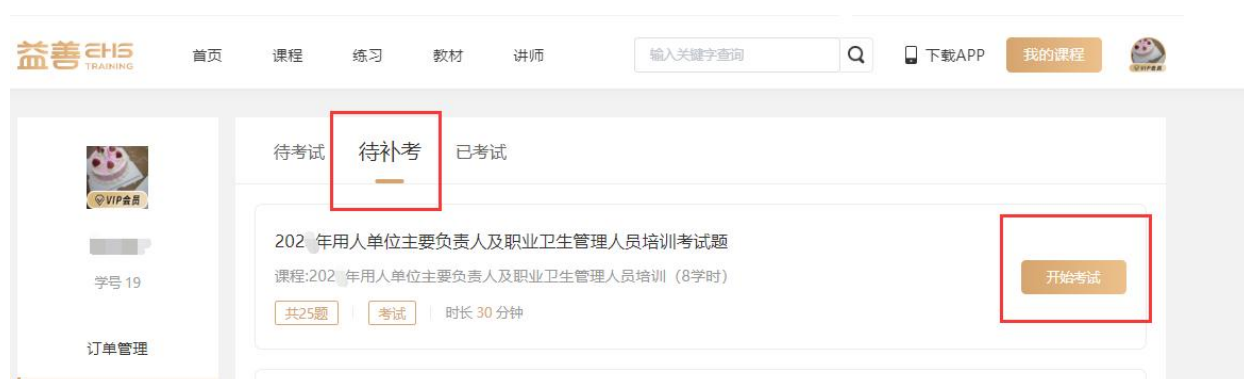 益善 EHS TRAINING 首页 课程 练习 教材 讲师 输入关键字查询 下载APP 我的课程 VIP会员
待考试 待补考 已考试
VIP会员
202 年用人单位主要负责人及职业卫生管理人员培训考试题
课程:202 年用人单位主要负责人及职业卫生管理人员培训（8学时）
学号 19
开始考试
共25题 考试 时长 30 分钟
订单管理